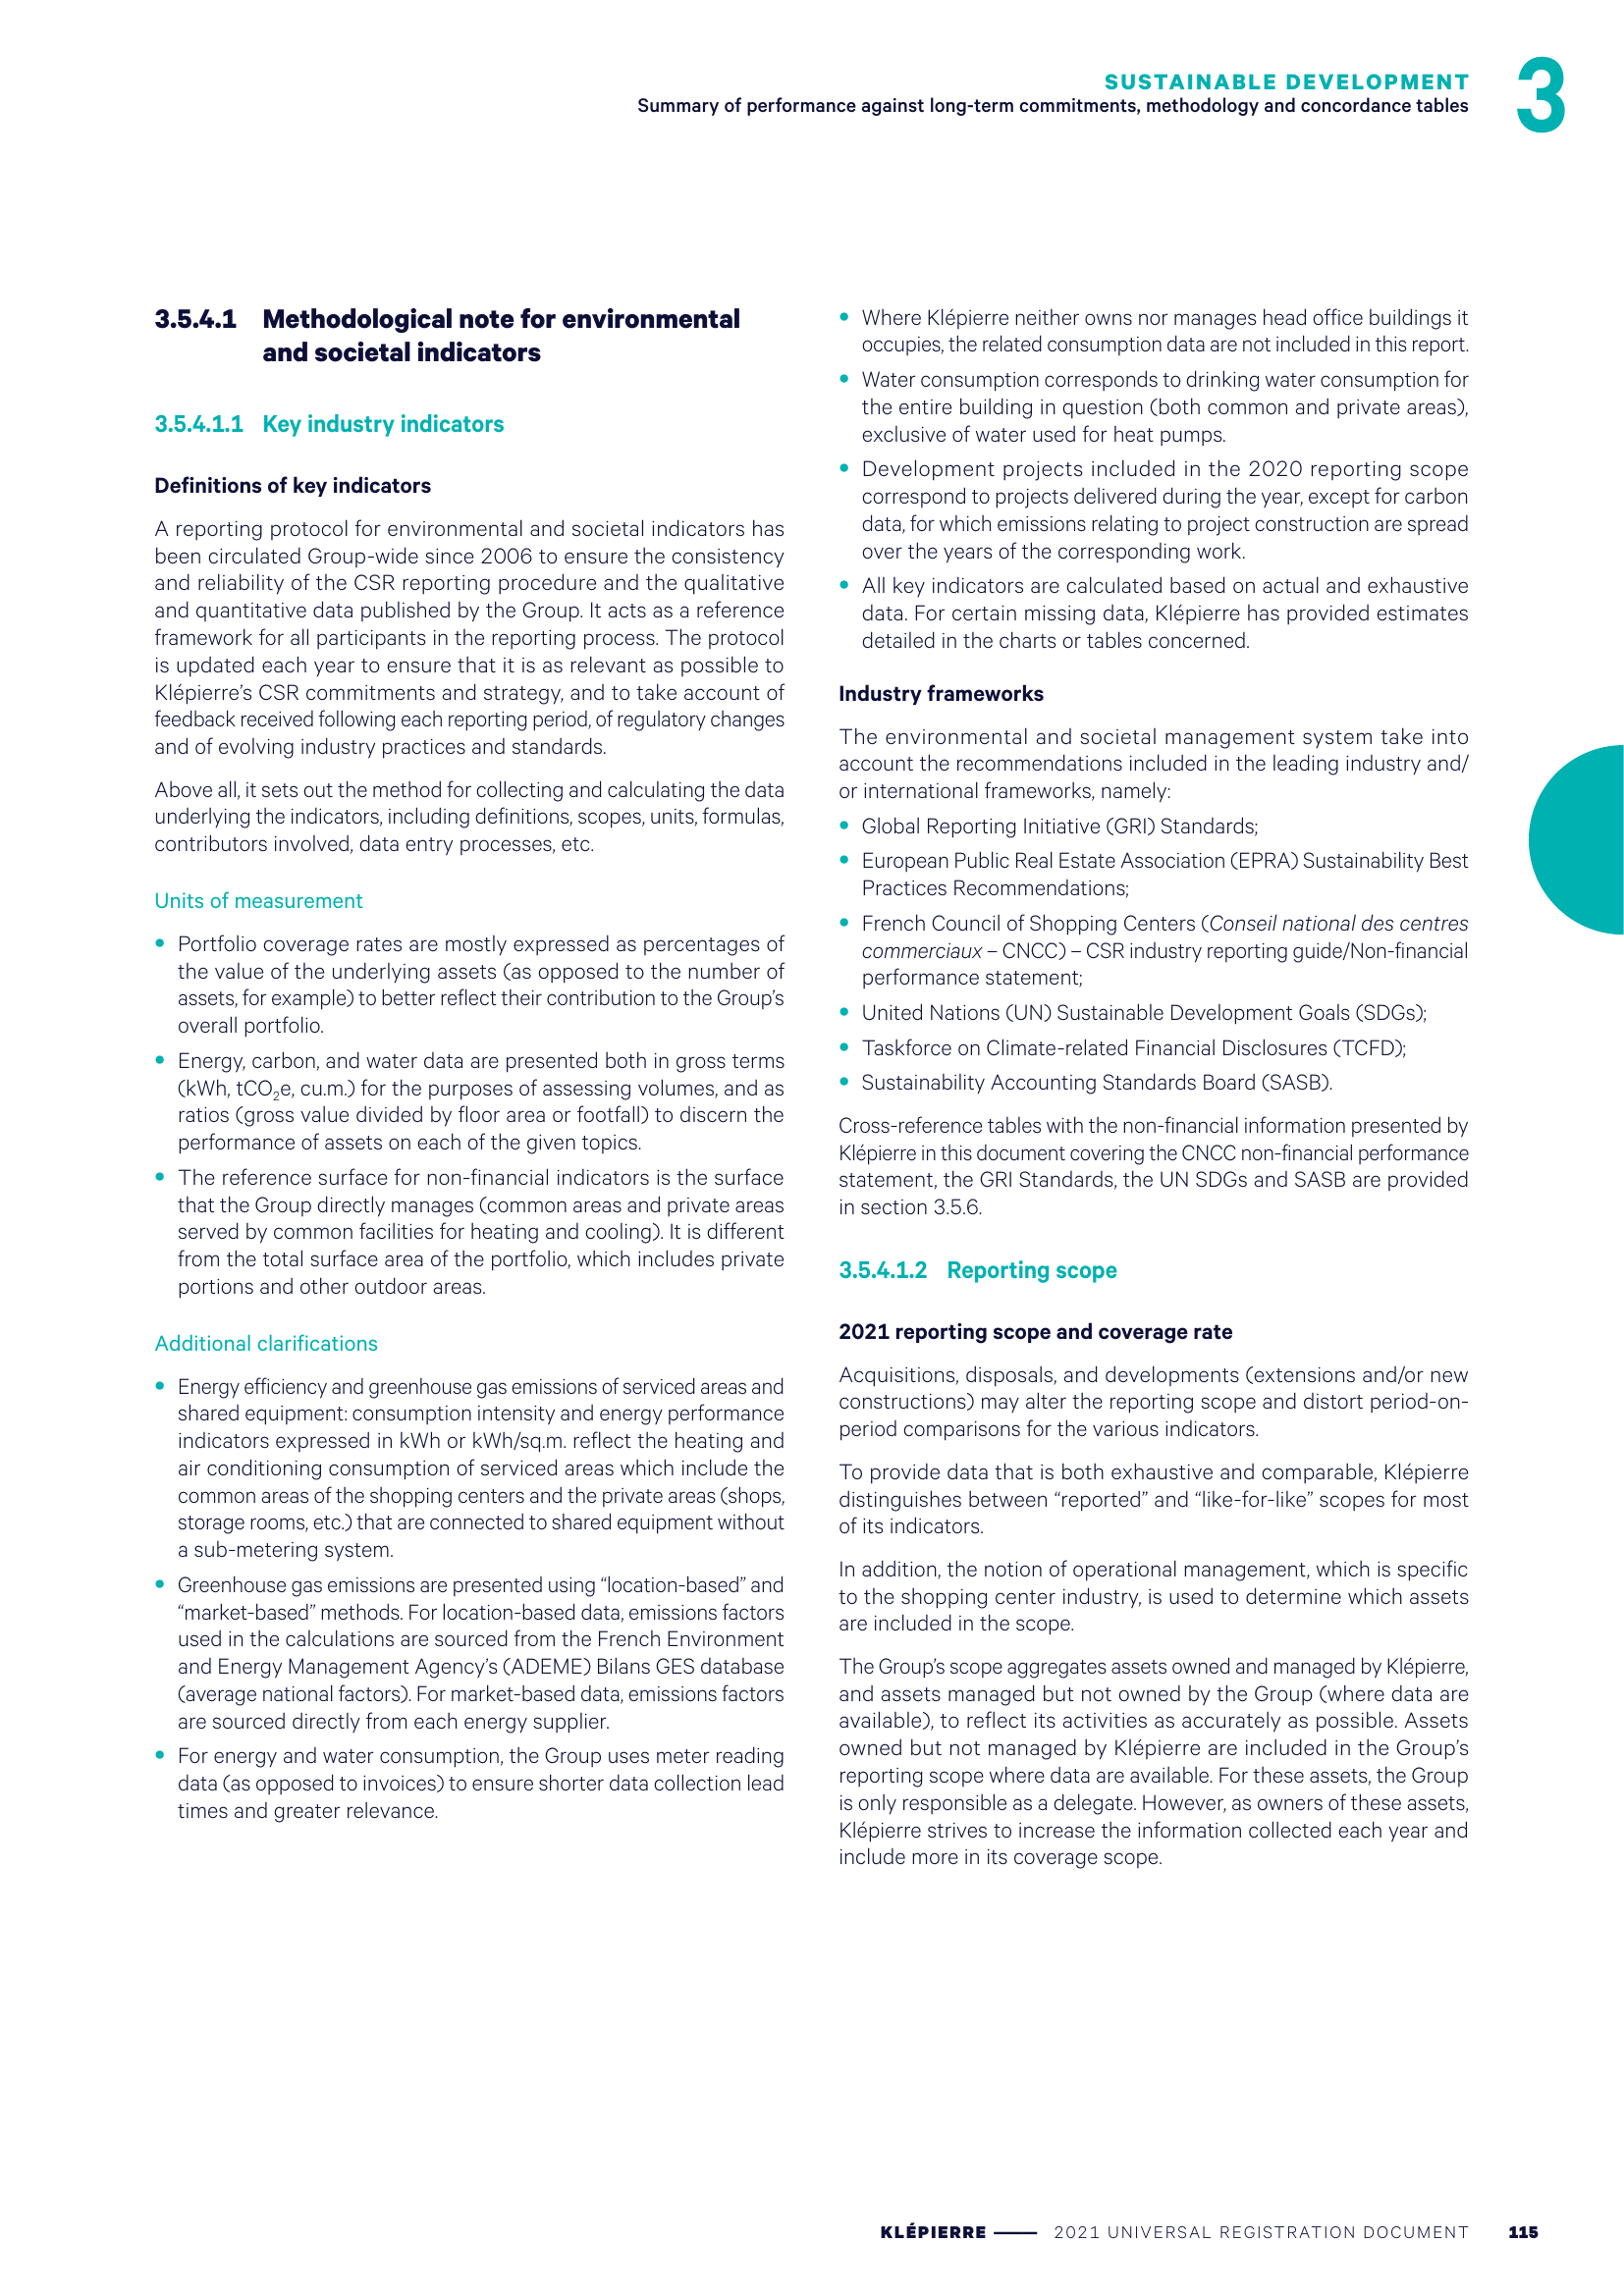 SUSTAINABLE DEVELOPMENT
Summary of performance against long-term commitments, methodology and concordance tables
3
3.5.4.1 Methodological note for environmental
and societal indicators
3.5.4.1.1 Key industry indicators
Definitions of key indicators
A reporting protocol for environmental and societal indicators has
been circulated Group-wide since 2006 to ensure the consistency
and reliability of the CSR reporting procedure and the qualitative
and quantitative data published by the Group. It acts as a reference
framework for all participants in the reporting process. The protocol
is updated each year to ensure that it is as relevant as possible to
Klépierre’s CSR commitments and strategy, and to take account of
feedback received following each reporting period, of regulatory changes
and of evolving industry practices and standards.
Above all, it sets out the method for collecting and calculating the data
underlying the indicators, including definitions, scopes, units, formulas,
contributors involved, data entry processes, etc.
Units of measurement
• Portfolio coverage rates are mostly expressed as percentages of
the value of the underlying assets (as opposed to the number of
assets, for example) to better reflect their contribution to the Group’s
overall portfolio.
• Energy, carbon, and water data are presented both in gross terms
(kWh, tCO₂e, cu.m.) for the purposes of assessing volumes, and as
ratios (gross value divided by floor area or footfall) to discern the
performance of assets on each of the given topics.
• The reference surface for non-financial indicators is the surface
that the Group directly manages (common areas and private areas
served by common facilities for heating and cooling). It is different
from the total surface area of the portfolio, which includes private
portions and other outdoor areas.
Additional clarifications
• Energy efficiency and greenhouse gas emissions of serviced areas and
shared equipment: consumption intensity and energy performance
indicators expressed in kWh or kWh/sq.m. reflect the heating and
air conditioning consumption of serviced areas which include the
common areas of the shopping centers and the private areas (shops,
storage rooms, etc.) that are connected to shared equipment without
a sub-metering system.
• Greenhouse gas emissions are presented using “location-based” and
“market-based” methods. For location-based data, emissions factors
used in the calculations are sourced from the French Environment
and Energy Management Agency’s (ADEME) Bilans GES database
(average national factors). For market-based data, emissions factors
are sourced directly from each energy supplier.
• For energy and water consumption, the Group uses meter reading
data (as opposed to invoices) to ensure shorter data collection lead
times and greater relevance.
• Where Klépierre neither owns nor manages head office buildings it
occupies, the related consumption data are not included in this report.
• Water consumption corresponds to drinking water consumption for
the entire building in question (both common and private areas),
exclusive of water used for heat pumps.
• Development projects included in the 2020 reporting scope
correspond to projects delivered during the year, except for carbon
data, for which emissions relating to project construction are spread
over the years of the corresponding work.
• All key indicators are calculated based on actual and exhaustive
data. For certain missing data, Klépierre has provided estimates
detailed in the charts or tables concerned.
Industry frameworks
The environmental and societal management system take into
account the recommendations included in the leading industry and/
or international frameworks, namely:
• Global Reporting Initiative (GRI) Standards;
• European Public Real Estate Association (EPRA) Sustainability Best
Practices Recommendations;
• French Council of Shopping Centers (Conseil national des centres
commerciaux – CNCC) – CSR industry reporting guide/Non-financial
performance statement;
• United Nations (UN) Sustainable Development Goals (SDGs);
• Taskforce on Climate-related Financial Disclosures (TCFD);
• Sustainability Accounting Standards Board (SASB).
Cross-reference tables with the non-financial information presented by
Klépierre in this document covering the CNCC non-financial performance
statement, the GRI Standards, the UN SDGs and SASB are provided
in section 3.5.6.
3.5.4.1.2 Reporting scope
2021 reporting scope and coverage rate
Acquisitions, disposals, and developments (extensions and/or new
constructions) may alter the reporting scope and distort period-on-
period comparisons for the various indicators.
To provide data that is both exhaustive and comparable, Klépierre
distinguishes between “reported” and “like-for-like” scopes for most
of its indicators.
In addition, the notion of operational management, which is specific
to the shopping center industry, is used to determine which assets
are included in the scope.
The Group’s scope aggregates assets owned and managed by Klépierre,
and assets managed but not owned by the Group (where data are
available), to reflect its activities as accurately as possible. Assets
owned but not managed by Klépierre are included in the Group’s
reporting scope where data are available. For these assets, the Group
is only responsible as a delegate. However, as owners of these assets,
Klépierre strives to increase the information collected each year and
include more in its coverage scope.
KLÉPIERRE —— 2021 UNIVERSAL REGISTRATION DOCUMENT 115